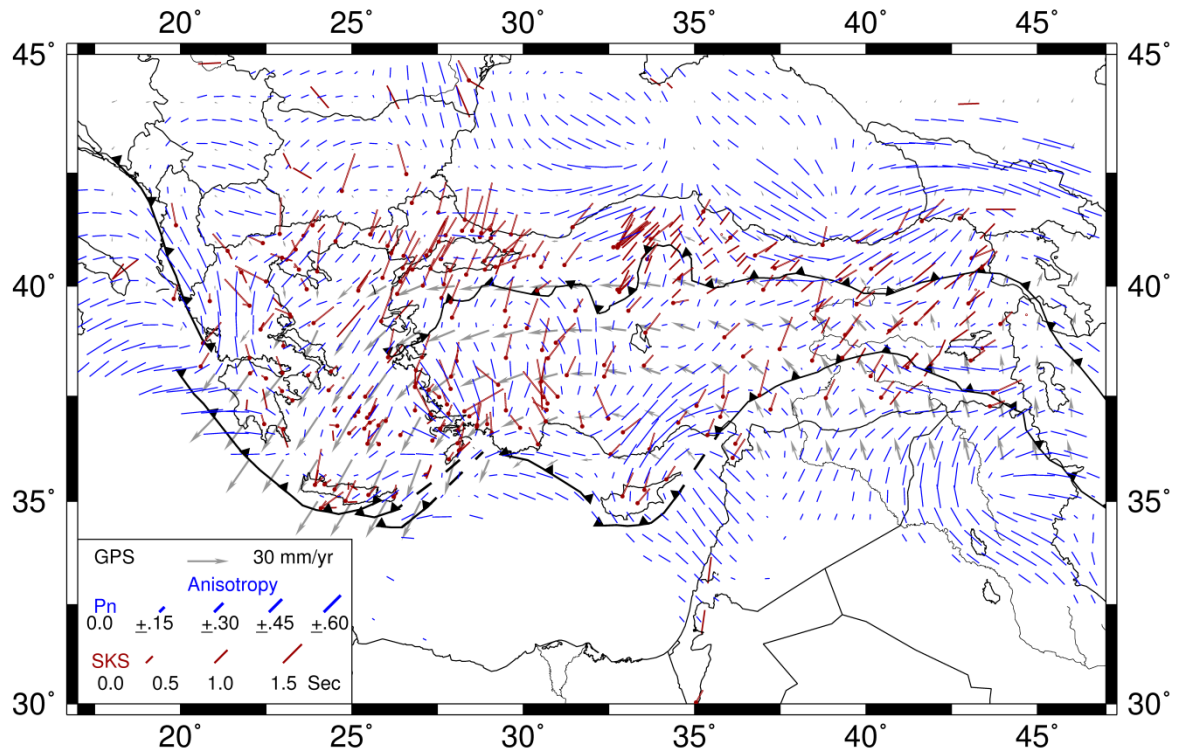 20° 25° 30° 35° 40° 45°
45° 45°
40° 40°
35° 35°
GPS 30 mm/yr
Anisotropy
Pn
0.0 ±.15 ±.30 ±.45 ±.60
SKS
0.0 0.5 1.0 1.5 Sec
30° 30°
20° 25° 30° 35° 40° 45°